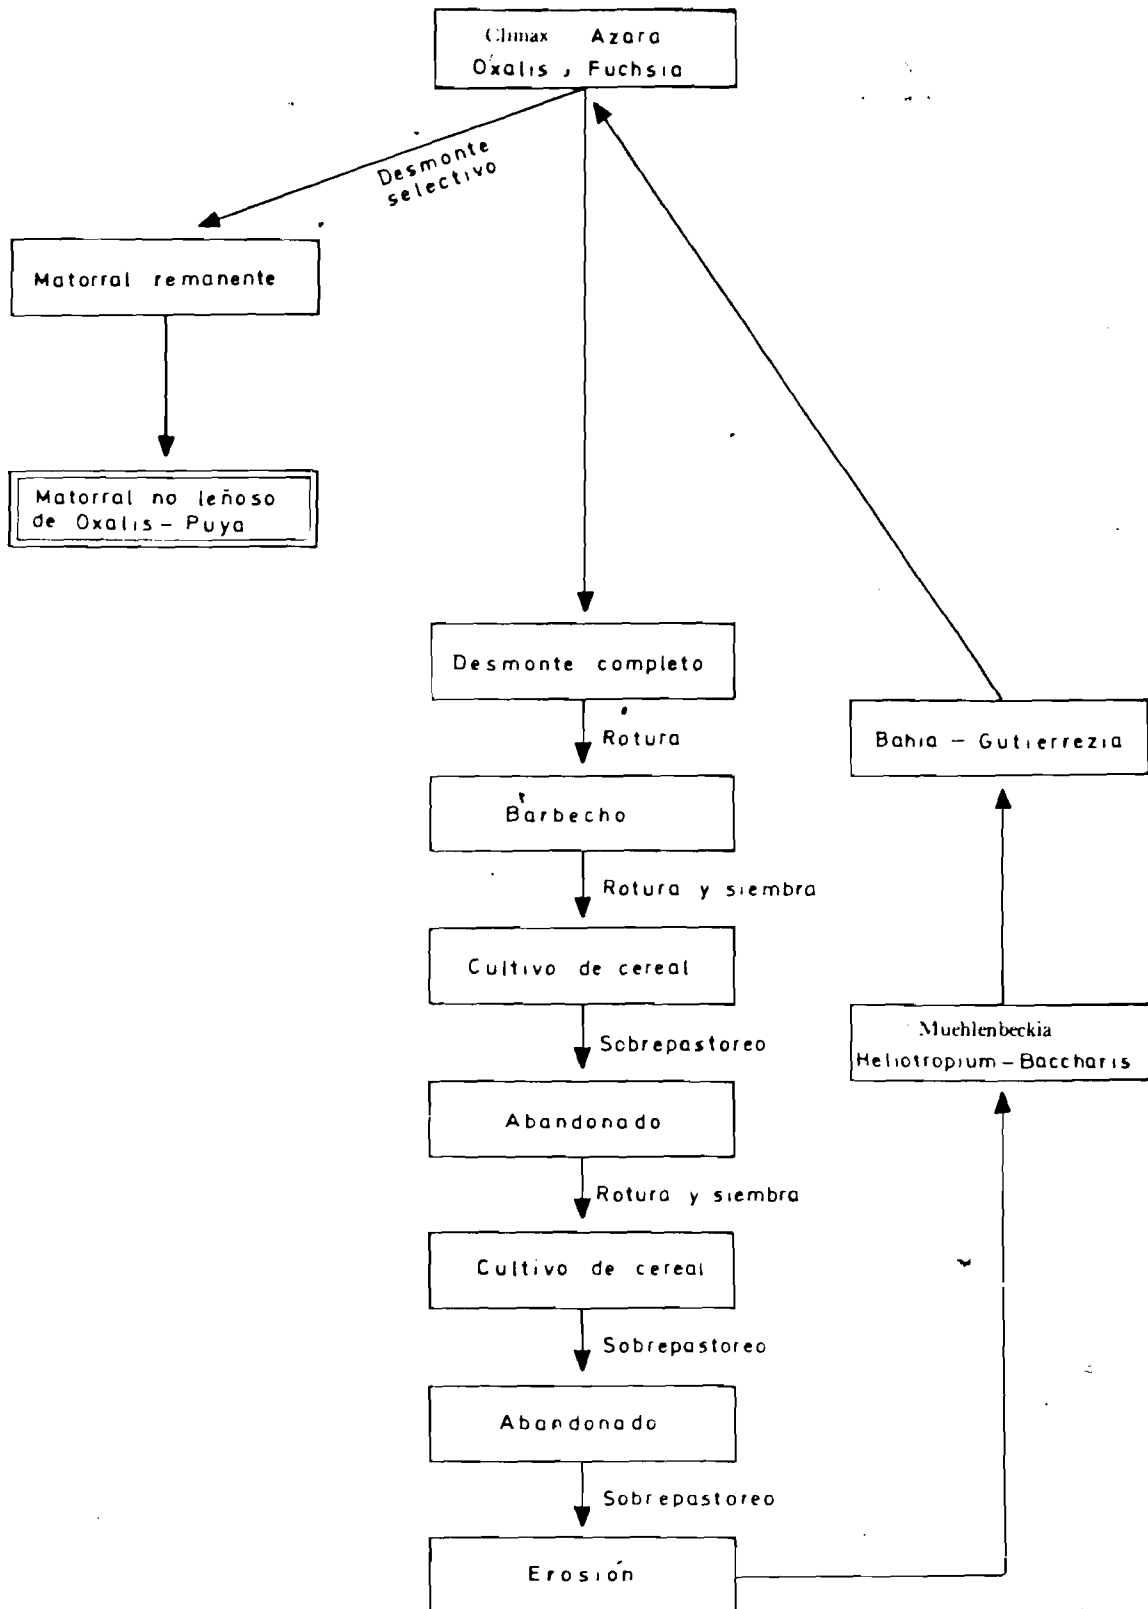 Climax Azara
Oxalis, Fuchsia
Desmonte
selectivo
Matorral remanente
Matorral no leñoso
de Oxalis - Puya
Desmonte completo
Rotura
Bahia - Gutierrezia
Barbecho
Rotura y siembra
Cultivo de cereal
Sobrepastoreo
Muehlenbeckia
Heliotropium - Baccharis
Abandonado
Rotura y siembra
Cultivo de cereal
Sobrepastoreo
Abandonado
Sobrepastoreo
Erosión